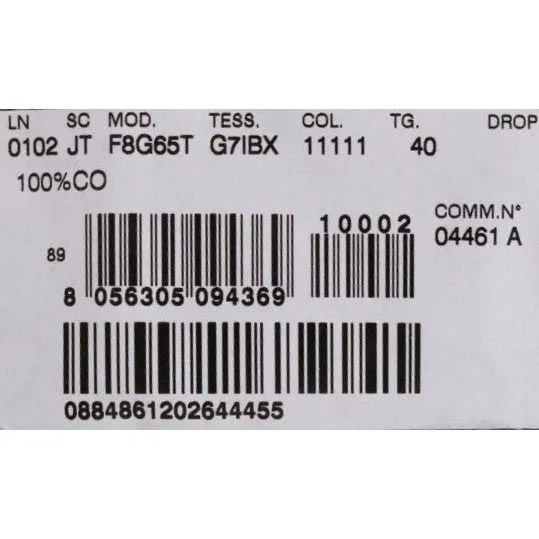 LN SC MOD. TESS. COL. TG. DROP
0102 JT F8G65T G7IBX 11111 40
100%CO
COMM.N°
04461 A
10002
89
8 056305 094369
0884861202644455